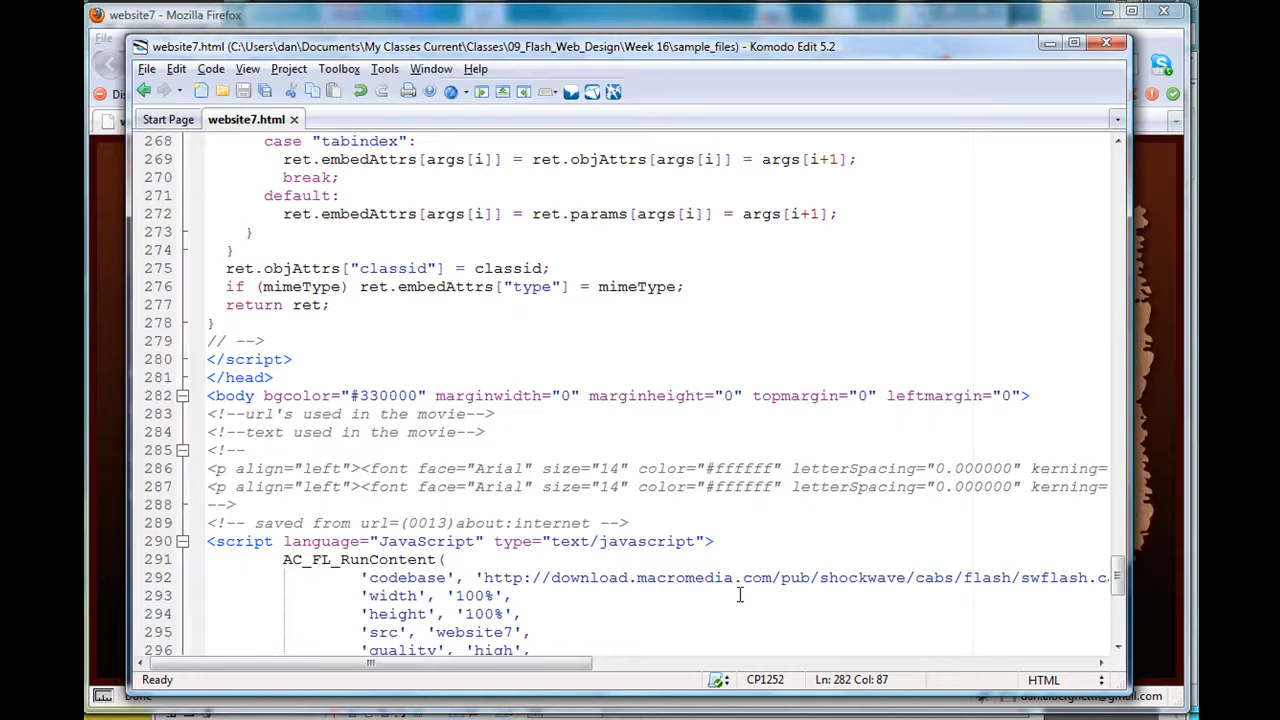 website7 - Mozilla Firefox
File
website7.html (C:\Users\dan\Documents\My Classes Current\Classes\09_Flash_Web_Design\Week 16\sample_files) - Komodo Edit 5.2
File Edit Code View Project Toolbox Tools Window Help
Start Page website7.html
268 case "tabindex":
269 ret.embedAttrs[args[i]] = ret.objAttrs[args[i]] = args[i+1];
270 break;
271 default:
272 ret.embedAttrs[args[i]] = ret.params[args[i]] = args[i+1];
273 }
274 }
275 ret.objAttrs["classid"] = classid;
276 if (mimeType) ret.embedAttrs["type"] = mimeType;
277 return ret;
278 }
279 // -->
280 </script>
281 </head>
282 <body bgcolor="#330000" marginwidth="0" marginheight="0" topmargin="0" leftmargin="0">
283 <!--url's used in the movie-->
284 <!--text used in the movie-->
285 <!--
286 <p align="left"><font face="Arial" size="14" color="#ffffff" letterSpacing="0.000000" kerning=
287 <p align="left"><font face="Arial" size="14" color="#ffffff" letterSpacing="0.000000" kerning=
288 -->
289 <!-- saved from url=(0013)about:internet -->
290 <script language="JavaScript" type="text/javascript">
291 AC_FL_RunContent(
292 'codebase', 'http://download.macromedia.com/pub/shockwave/cabs/flash/swflash.c
293 'width', '100%',
294 'height', '100%',
295 'src', 'website7',
296 'quality', 'high',
Ready CP1252 Ln: 282 Col: 87 HTML